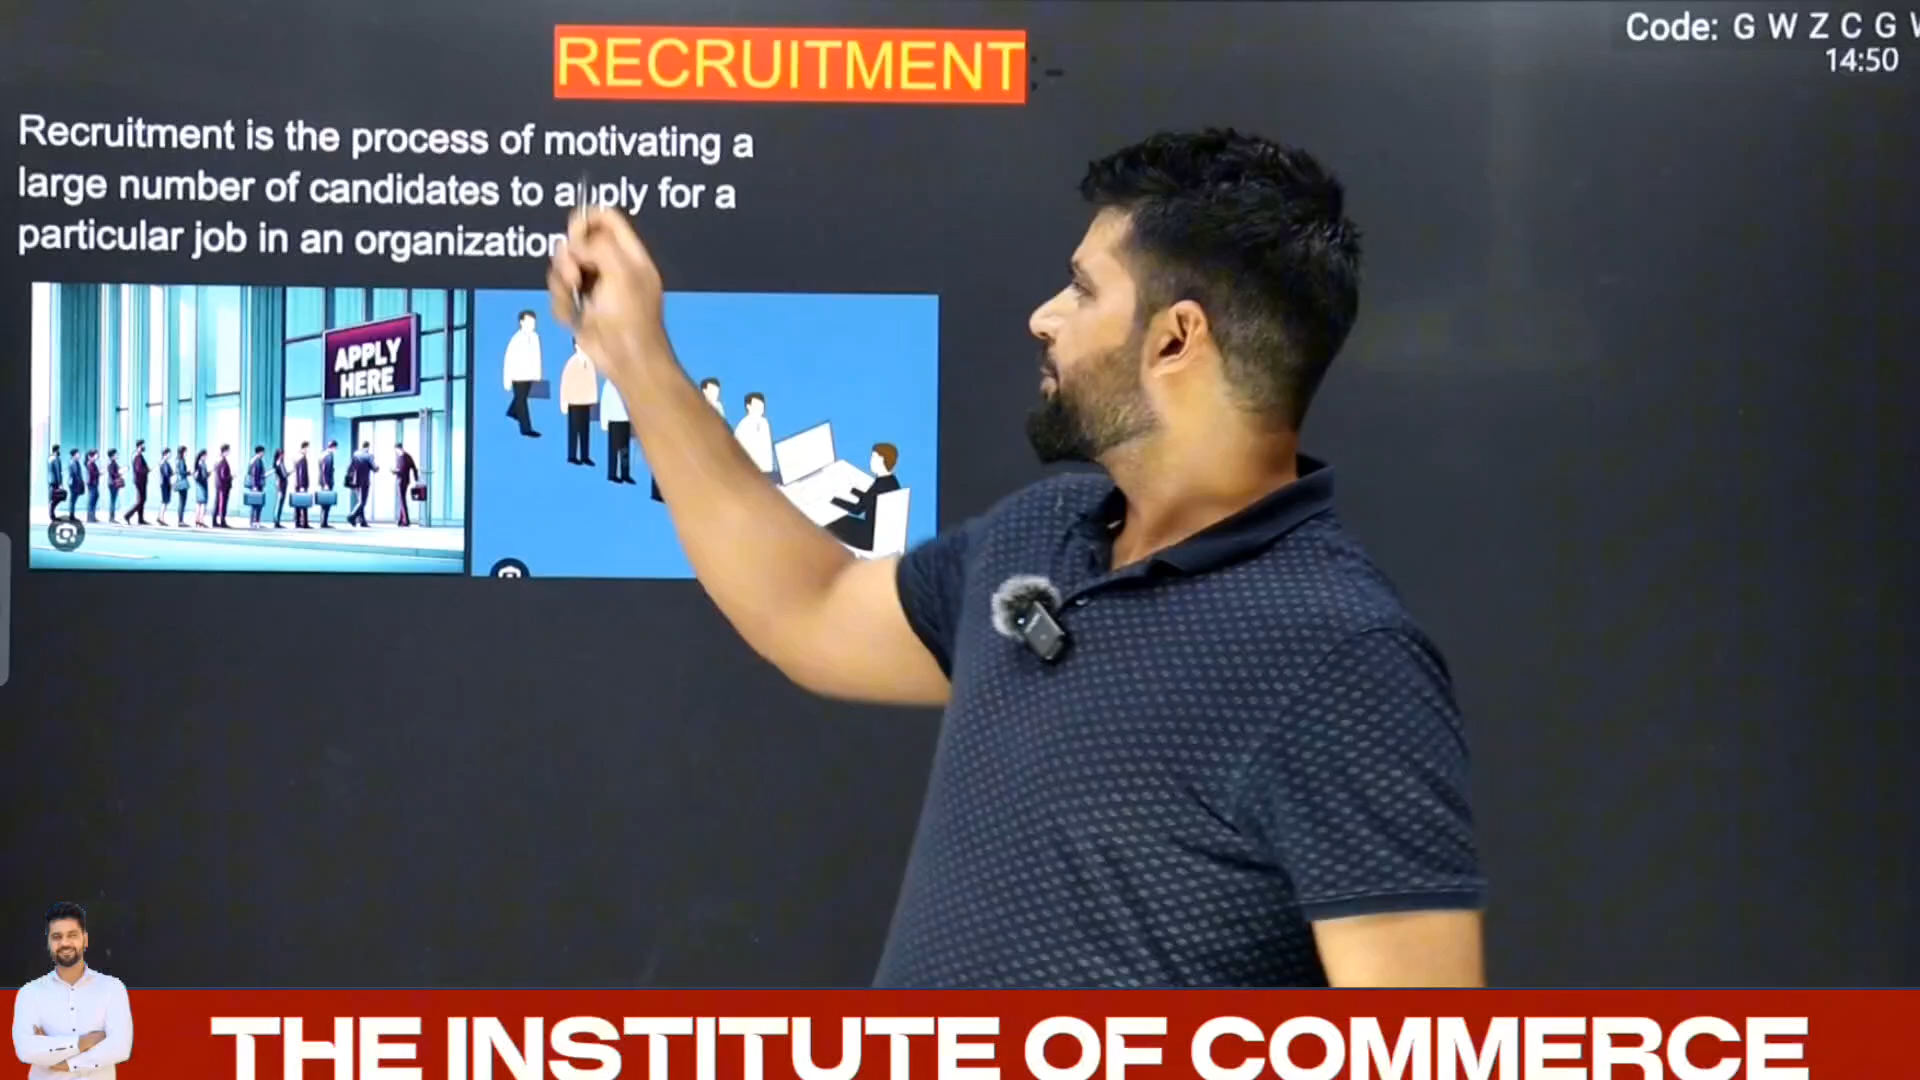 Code: G W Z C G W
14:50
RECRUITMENT :-
Recruitment is the process of motivating a
large number of candidates to apply for a
particular job in an organization
APPLY
HERE
THE INSTITUTE OF COMMERCE